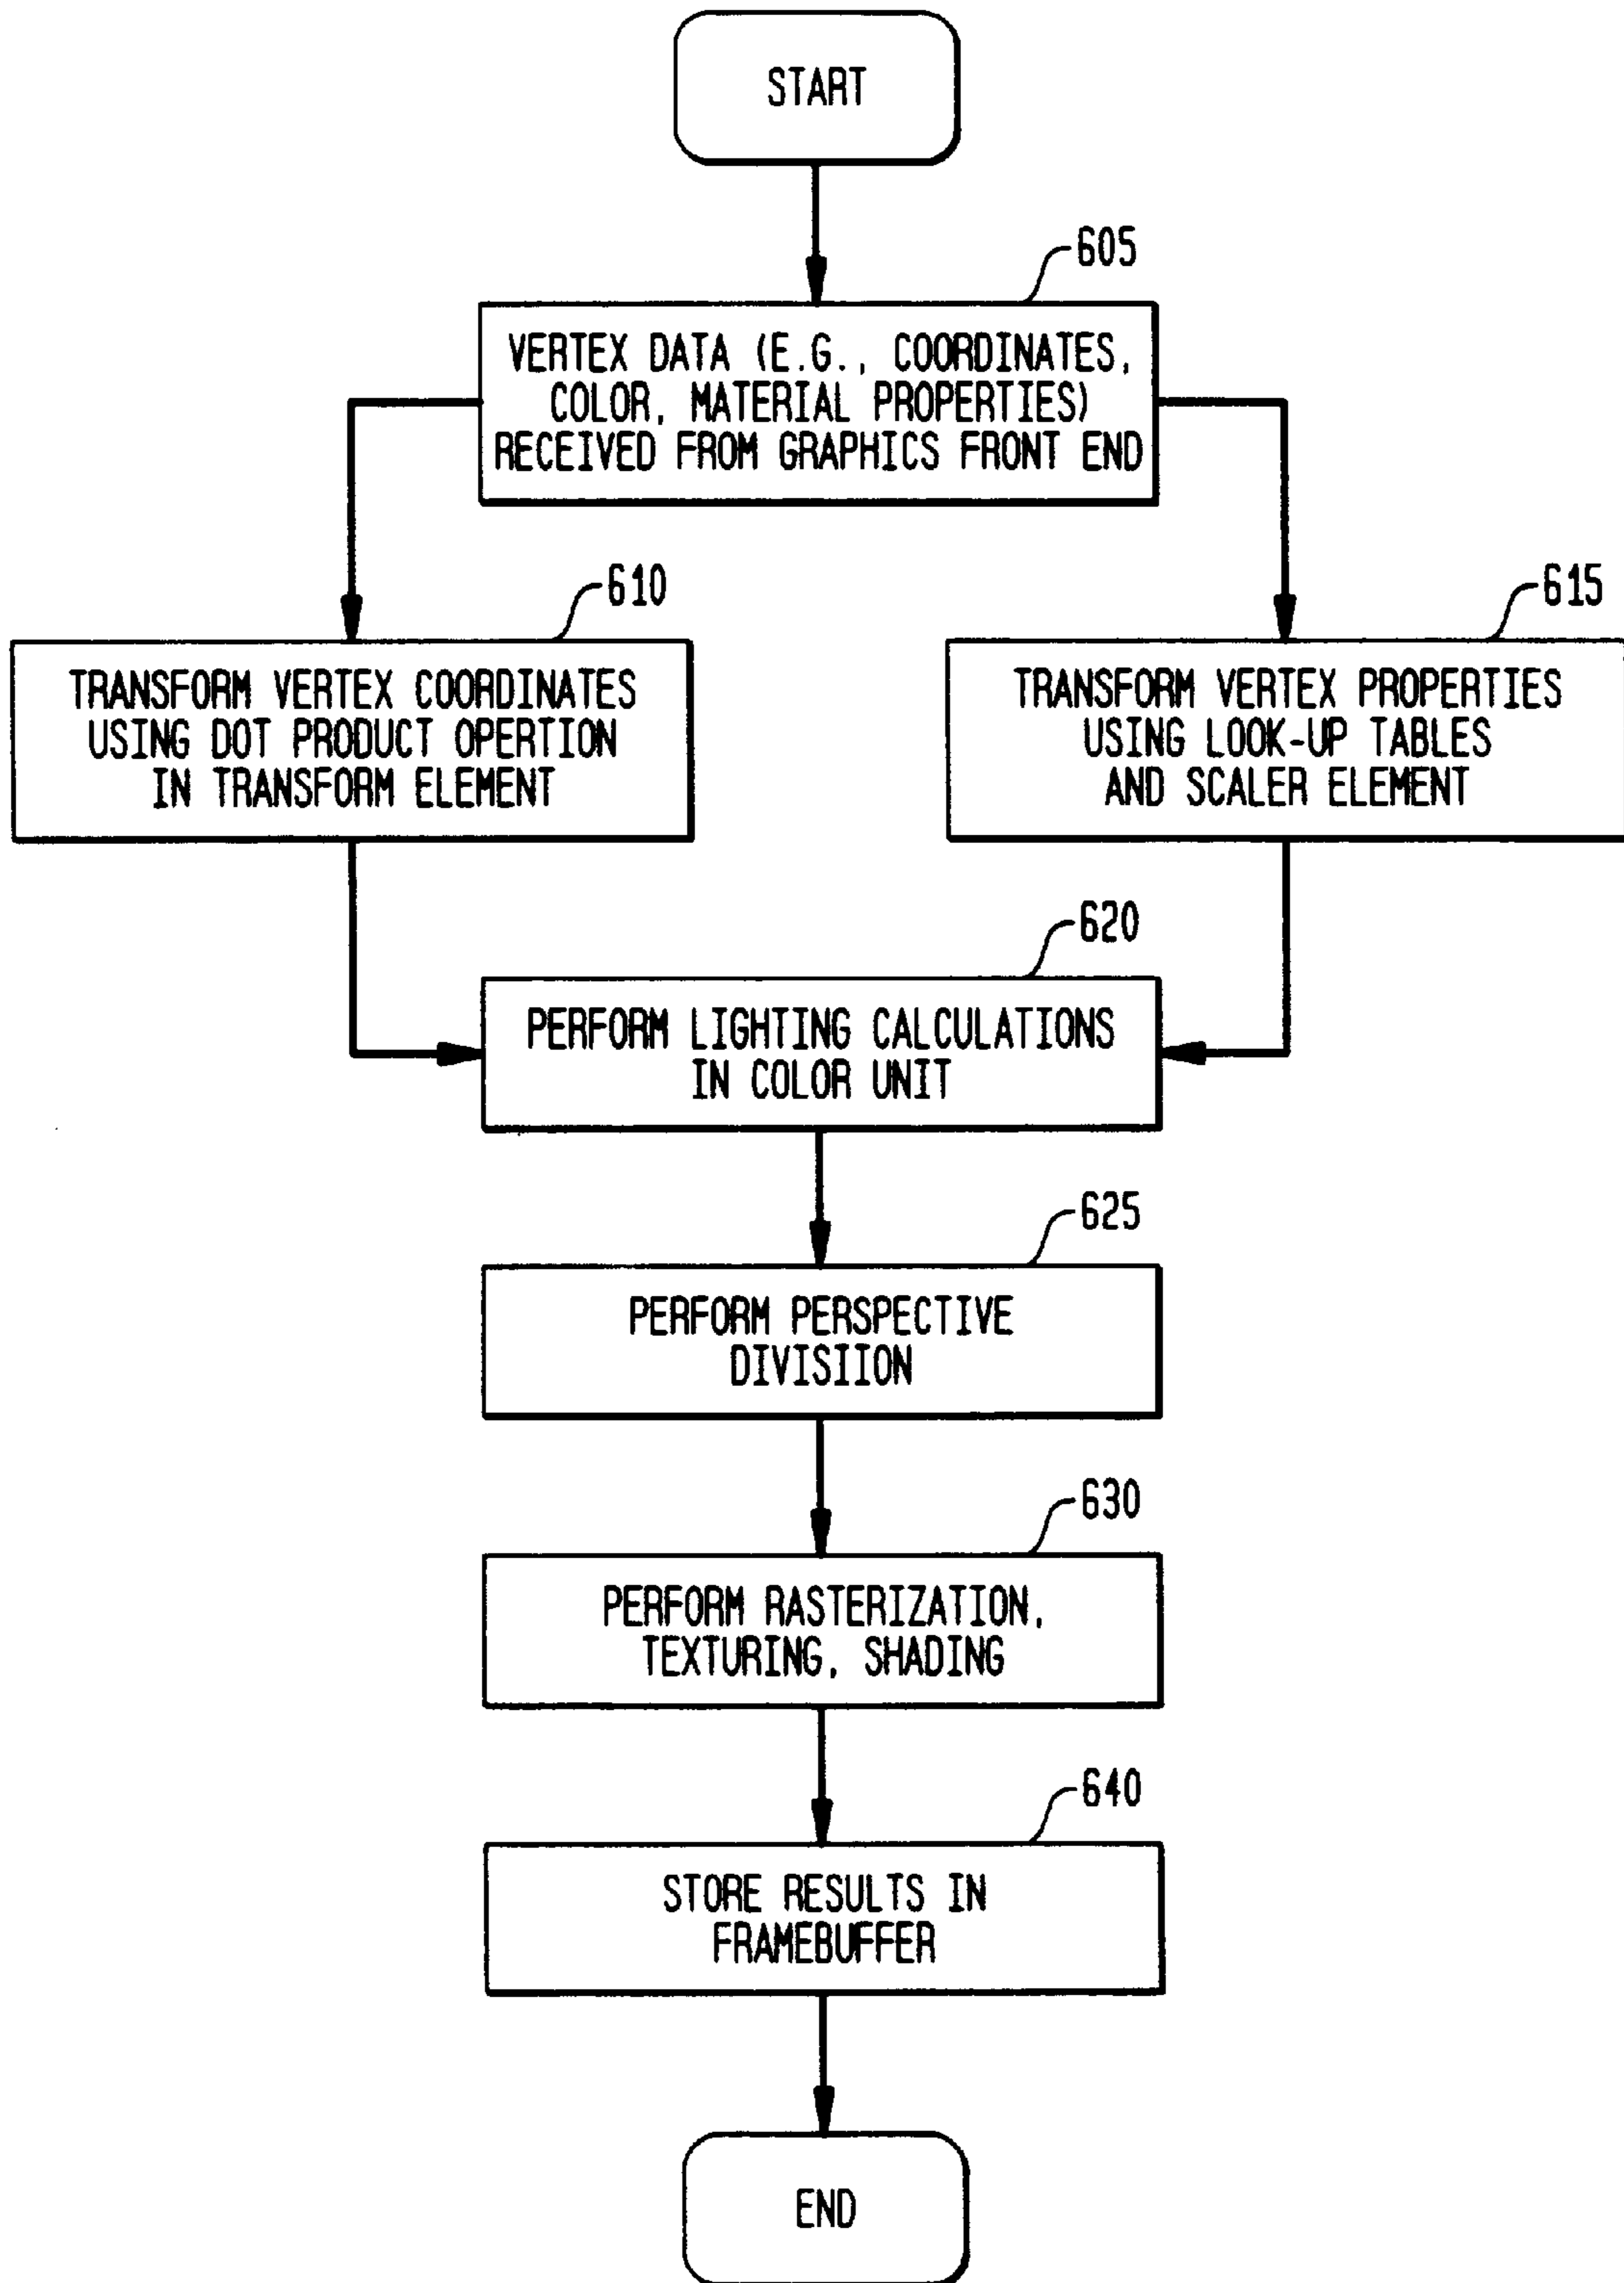 START
605
VERTEX DATA (E.G., COORDINATES,
COLOR, MATERIAL PROPERTIES)
RECEIVED FROM GRAPHICS FRONT END
610
TRANSFORM VERTEX COORDINATES
USING DOT PRODUCT OPERTION
IN TRANSFORM ELEMENT
615
TRANSFORM VERTEX PROPERTIES
USING LOOK-UP TABLES
AND SCALER ELEMENT
620
PERFORM LIGHTING CALCULATIONS
IN COLOR UNIT
625
PERFORM PERSPECTIVE
DIVISIION
630
PERFORM RASTERIZATION,
TEXTURING, SHADING
640
STORE RESULTS IN
FRAMEBUFFER
END